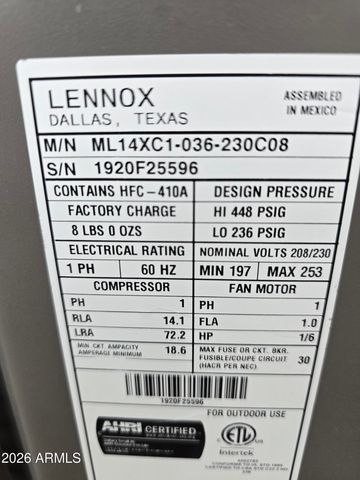 LENNOX
DALLAS, TEXAS
ASSEMBLED
IN MEXICO
M/N ML14XC1-036-230C08
S/N 1920F25596
CONTAINS HFC-410A DESIGN PRESSURE
FACTORY CHARGE HI 448 PSIG
8 LBS 0 OZS LO 236 PSIG
ELECTRICAL RATING NOMINAL VOLTS 208/230
1 PH 60 HZ MIN 197 MAX 253
COMPRESSOR FAN MOTOR
PH 1 PH 1
RLA 14.1 FLA 1.0
LRA 72.2 HP 1/6
MIN. CKT. AMPACITY
AMPERAGE MINIMUM 18.6
MAX FUSE OR CKT. BKR.
FUSIBLE/COUPE CIRCUIT 30
(HACR PER NEC)
1920F25596
FOR OUTDOOR USE
AHRI CERTIFIED
www.ahridirectory.org
ETL
Intertek
2026 ARMLS